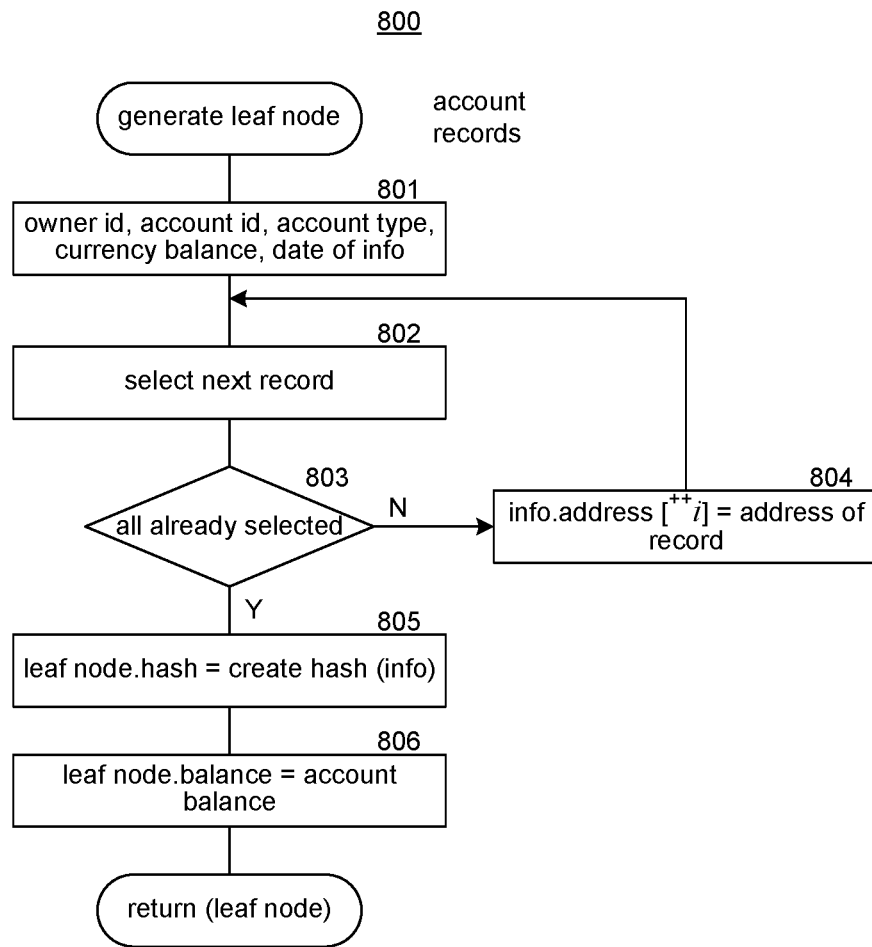 800
generate leaf node
account
records
801
owner id, account id, account type,
currency balance, date of info
802
select next record
803
all already selected
N
804
info.address [++i] = address of
record
Y
805
leaf node.hash = create hash (info)
806
leaf node.balance = account
balance
return (leaf node)